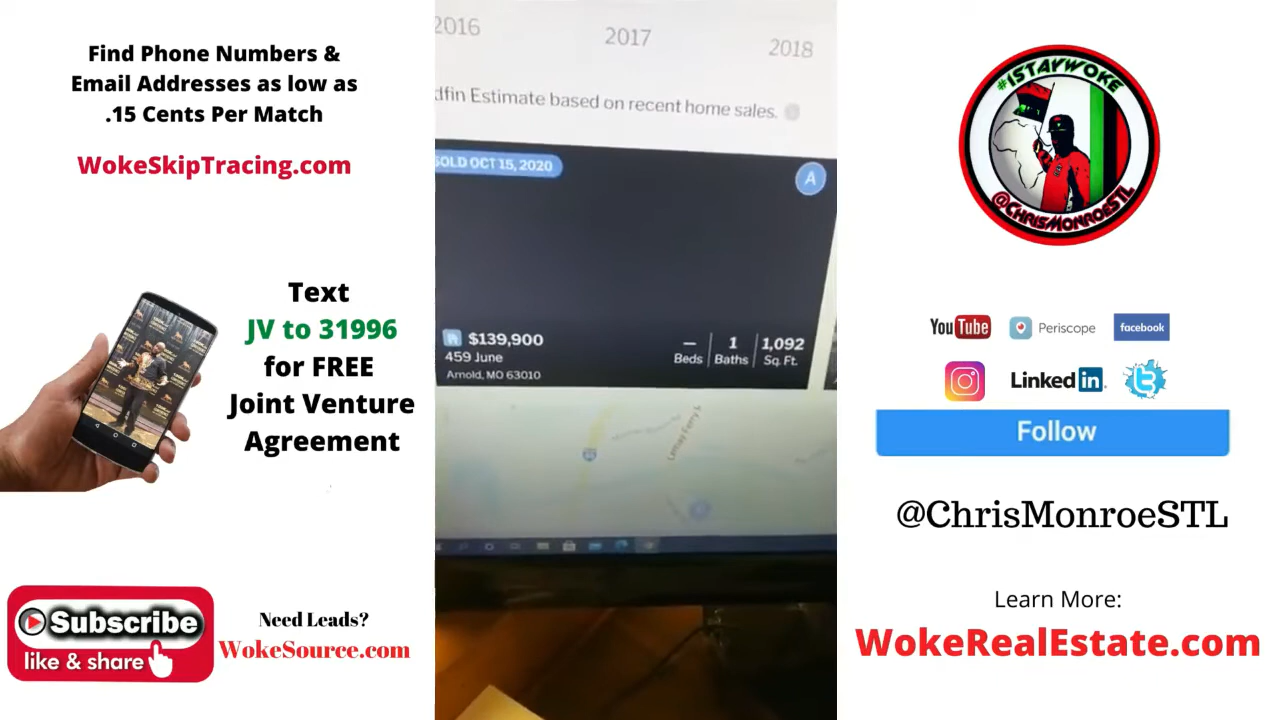 Find Phone Numbers &
Email Addresses as low as
.15 Cents Per Match
WokeSkipTracing.com
Text
JV to 31996
for FREE
Joint Venture
Agreement
Subscribe
like & share
Need Leads?
WokeSource.com
2016 2017 2018
dfin Estimate based on recent home sales.
SOLD OCT 15, 2020
A
$139,900
459 June
Arnold, MO 63010
— 1 1,092
Beds Baths Sq. Ft.
Lemay Ferry
#ISTAYWOKE
@CHRISMONROESTL
YouTube Periscope facebook
LinkedIn
Follow
@ChrisMonroeSTL
Learn More:
WokeRealEstate.com